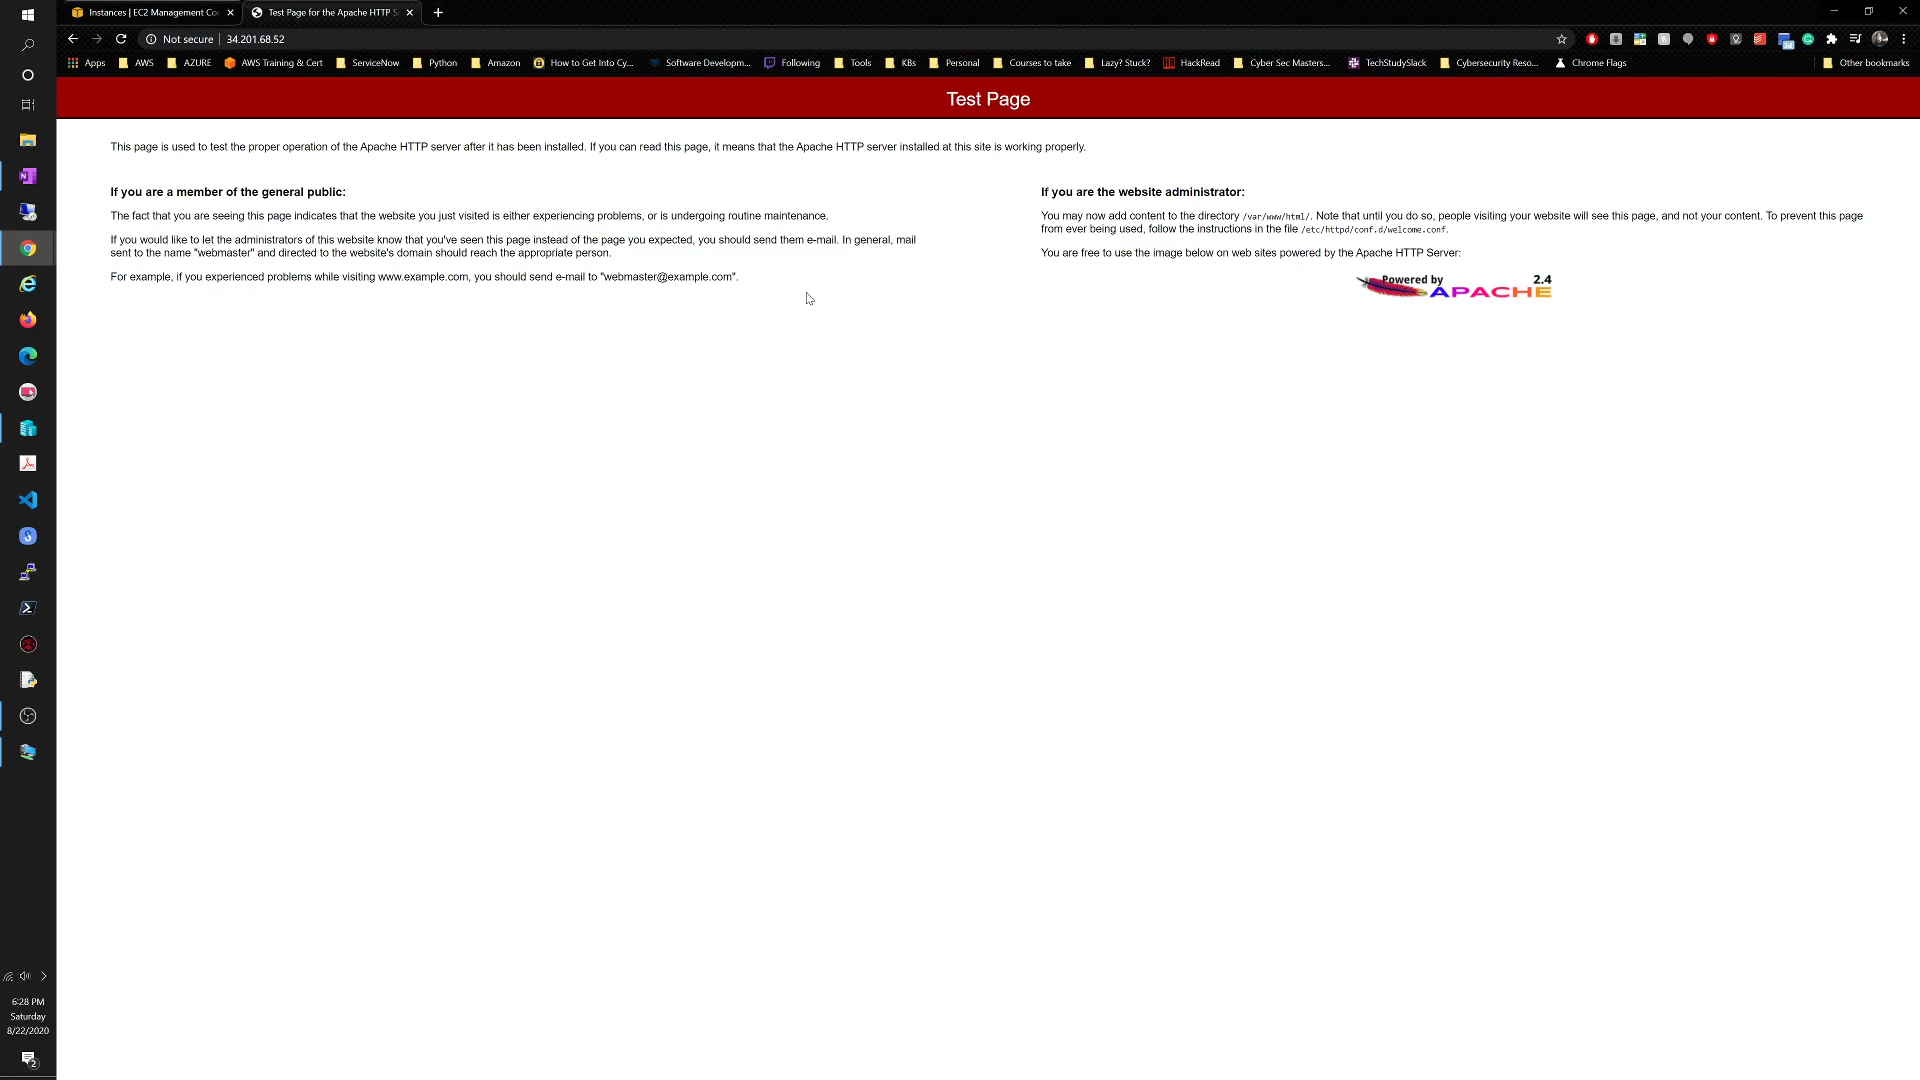 Instances | EC2 Management Co
Test Page for the Apache HTTP S
Not secure
34.201.68.52
Apps
AWS
AZURE
AWS Training & Cert
ServiceNow
Python
Amazon
How to Get Into Cy...
Software Developm...
Following
Tools
KBs
Personal
Courses to take
Lazy? Stuck?
HackRead
Cyber Sec Masters...
TechStudySlack
Cybersecurity Reso...
Chrome Flags
Other bookmarks
Test Page
This page is used to test the proper operation of the Apache HTTP server after it has been installed. If you can read this page, it means that the Apache HTTP server installed at this site is working properly.
If you are a member of the general public:
The fact that you are seeing this page indicates that the website you just visited is either experiencing problems, or is undergoing routine maintenance.
If you would like to let the administrators of this website know that you've seen this page instead of the page you expected, you should send them e-mail. In general, mail
sent to the name "webmaster" and directed to the website's domain should reach the appropriate person.
For example, if you experienced problems while visiting www.example.com, you should send e-mail to "webmaster@example.com".
If you are the website administrator:
You may now add content to the directory /var/www/html/. Note that until you do so, people visiting your website will see this page, and not your content. To prevent this page
from ever being used, follow the instructions in the file /etc/httpd/conf.d/welcome.conf.
You are free to use the image below on web sites powered by the Apache HTTP Server:
Powered by 2.4
APACHE
6:28 PM
Saturday
8/22/2020
2